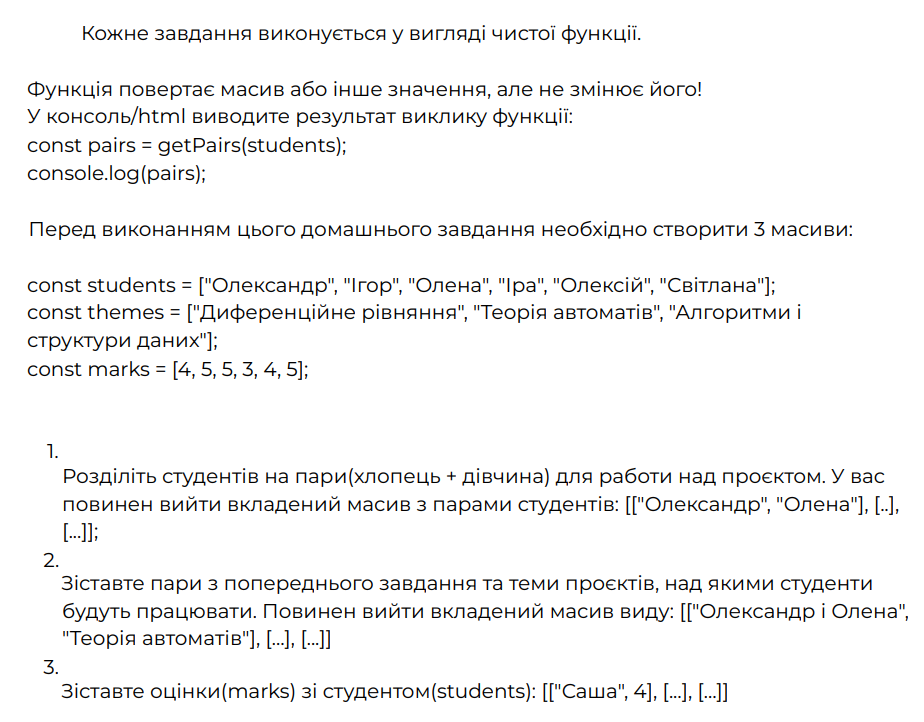 Кожне завдання виконується у вигляді чистої функції.
Функція повертає масив або інше значення, але не змінює його!
У консоль/html виводите результат виклику функції:
const pairs = getPairs(students);
console.log(pairs);
Перед виконанням цього домашнього завдання необхідно створити 3 масиви:
const students = ["Олександр", "Ігор", "Олена", "Іра", "Олексій", "Світлана"];
const themes = ["Диференційне рівняння", "Теорія автоматів", "Алгоритми і
структури даних"];
const marks = [4, 5, 5, 3, 4, 5];
1.
Розділіть студентів на пари(хлопець + дівчина) для работи над проєктом. У вас
повинен вийти вкладений масив з парами студентів: [["Олександр", "Олена"], [..],
[...]];
2.
Зіставте пари з попереднього завдання та теми проєктів, над якими студенти
будуть працювати. Повинен вийти вкладений масив виду: [["Олександр і Олена",
"Теорія автоматів"], [...], [...]]
3.
Зіставте оцінки(marks) зі студентом(students): [["Саша", 4], [...], [...]]